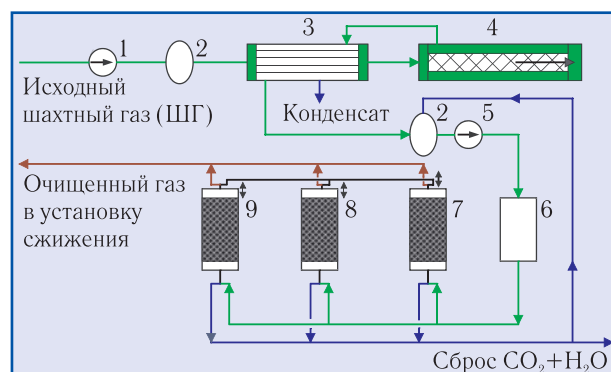 1
2
3
4
Исходный
шахтный газ (ШГ)
Конденсат
2
5
Очищенный газ
в установку
сжижения
9
8
7
6
Сброс CO₂+H₂O